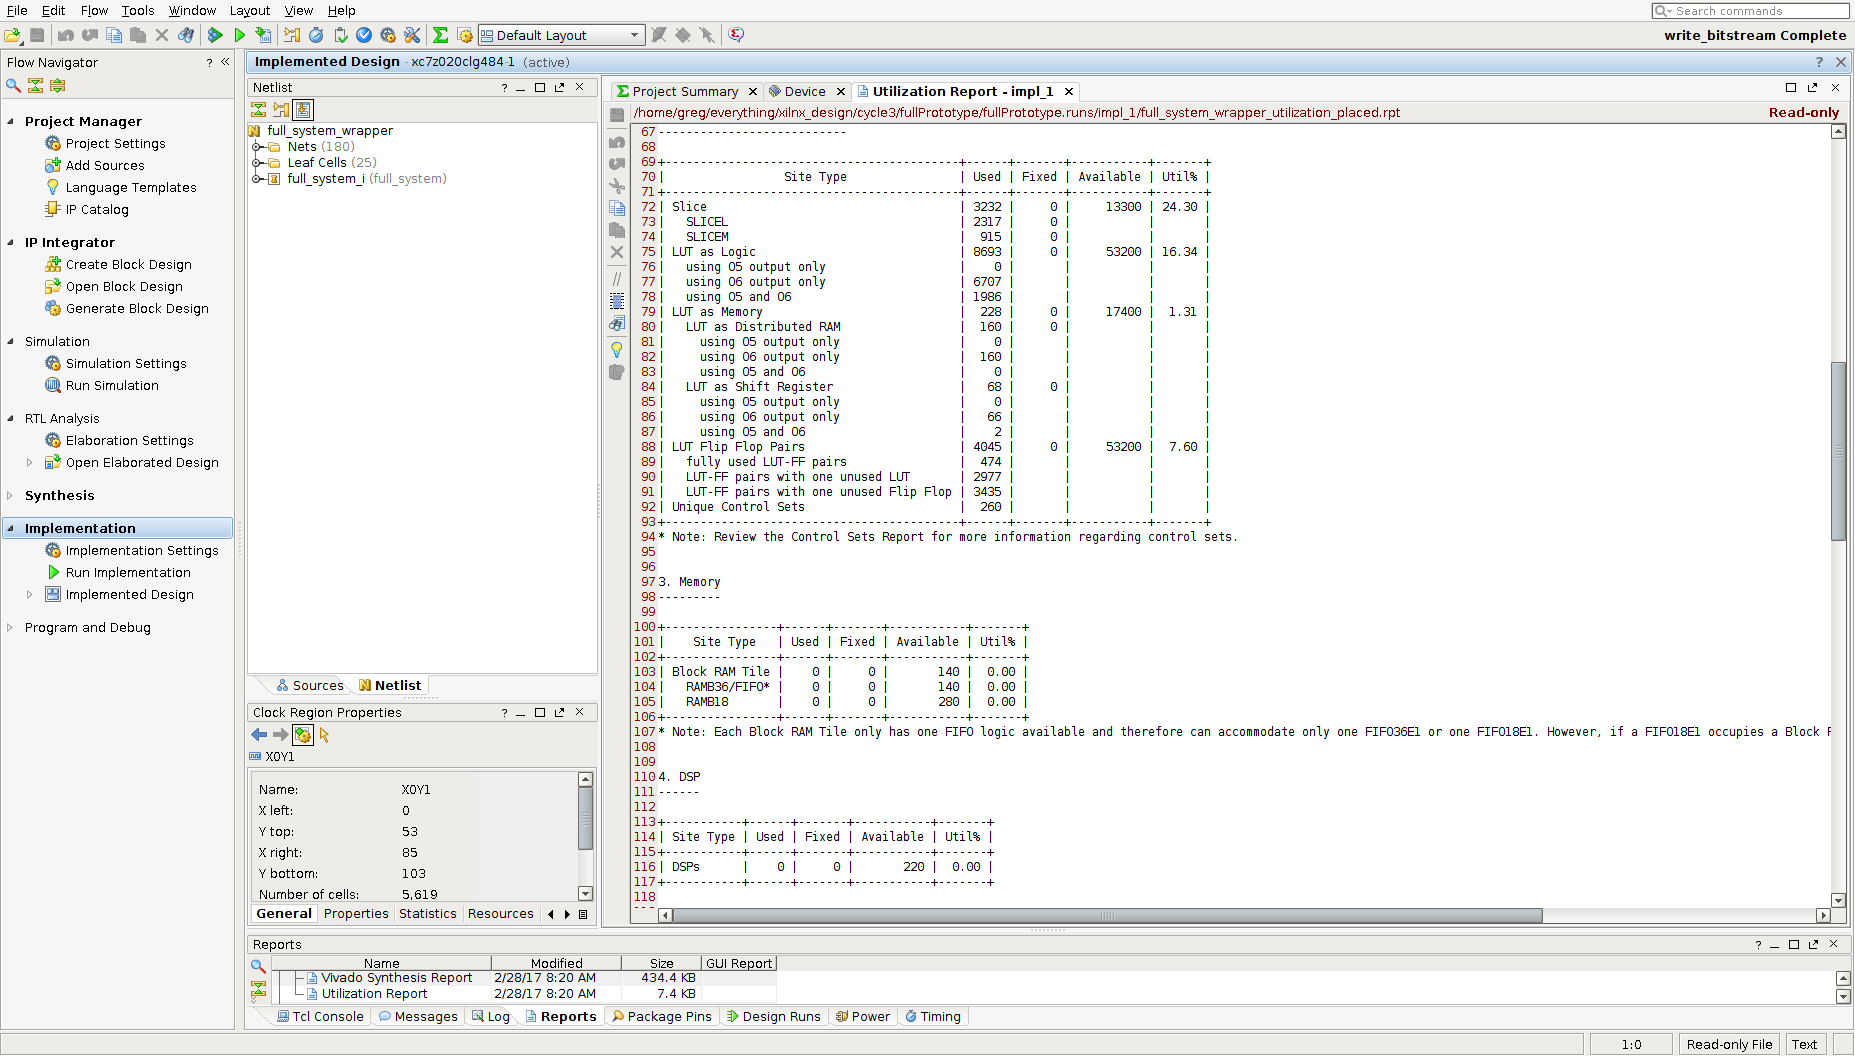 File Edit Flow Tools Window Layout View Help
Search commands
Default Layout
write_bitstream Complete
Flow Navigator
? «
Project Manager
Project Settings
Add Sources
Language Templates
IP Catalog
IP Integrator
Create Block Design
Open Block Design
Generate Block Design
Simulation
Simulation Settings
Run Simulation
RTL Analysis
Elaboration Settings
Open Elaborated Design
Synthesis
Implementation
Implementation Settings
Run Implementation
Implemented Design
Program and Debug
Implemented Design - xc7z020clg484-1 (active)
Netlist
full_system_wrapper
Nets (180)
Leaf Cells (25)
full_system_i (full_system)
Sources Netlist
Clock Region Properties
X0Y1
Name: X0Y1
X left: 0
Y top: 53
X right: 85
Y bottom: 103
Number of cells: 5,619
General Properties Statistics Resources
Project Summary Device Utilization Report - impl_1
/home/greg/everything/xilnx_design/cycle3/fullPrototype/fullPrototype.runs/impl_1/full_system_wrapper_utilization_placed.rpt
Read-only
67 ---------------------------
68
69 +------------------------------------------+------+-------+-----------+-------+
70 | Site Type | Used | Fixed | Available | Util% |
71 +------------------------------------------+------+-------+-----------+-------+
72 | Slice | 3232 | 0 | 13300 | 24.30 |
73 | SLICEL | 2317 | 0 | | |
74 | SLICEM | 915 | 0 | | |
75 | LUT as Logic | 8693 | 0 | 53200 | 16.34 |
76 | using O5 output only | 0 | | | |
77 | using O6 output only | 6707 | | | |
78 | using O5 and O6 | 1986 | | | |
79 | LUT as Memory | 228 | 0 | 17400 | 1.31 |
80 | LUT as Distributed RAM | 160 | 0 | | |
81 | using O5 output only | 0 | | | |
82 | using O6 output only | 160 | | | |
83 | using O5 and O6 | 0 | | | |
84 | LUT as Shift Register | 68 | 0 | | |
85 | using O5 output only | 0 | | | |
86 | using O6 output only | 66 | | | |
87 | using O5 and O6 | 2 | | | |
88 | LUT Flip Flop Pairs | 4045 | 0 | 53200 | 7.60 |
89 | fully used LUT-FF pairs | 474 | | | |
90 | LUT-FF pairs with one unused LUT | 2977 | | | |
91 | LUT-FF pairs with one unused Flip Flop | 3435 | | | |
92 | Unique Control Sets | 260 | | | |
93 +------------------------------------------+------+-------+-----------+-------+
94 * Note: Review the Control Sets Report for more information regarding control sets.
95
96
97 3. Memory
98 ---------
99
100 +----------------+------+-------+-----------+-------+
101 | Site Type | Used | Fixed | Available | Util% |
102 +----------------+------+-------+-----------+-------+
103 | Block RAM Tile | 0 | 0 | 140 | 0.00 |
104 | RAMB36/FIFO* | 0 | 0 | 140 | 0.00 |
105 | RAMB18 | 0 | 0 | 280 | 0.00 |
106 +----------------+------+-------+-----------+-------+
107 * Note: Each Block RAM Tile only has one FIFO logic available and therefore can accommodate only one FIFO36E1 or one FIFO18E1. However, if a FIFO18E1 occupies a Block
108
109
110 4. DSP
111 ------
112
113 +-----------+------+-------+-----------+-------+
114 | Site Type | Used | Fixed | Available | Util% |
115 +-----------+------+-------+-----------+-------+
116 | DSPs | 0 | 0 | 220 | 0.00 |
117 +-----------+------+-------+-----------+-------+
118
Reports
Name Modified Size GUI Report
Vivado Synthesis Report 2/28/17 8:20 AM 434.4 KB
Utilization Report 2/28/17 8:20 AM 7.4 KB
Tcl Console Messages Log Reports Package Pins Design Runs Power Timing
1:0 Read-only File Text